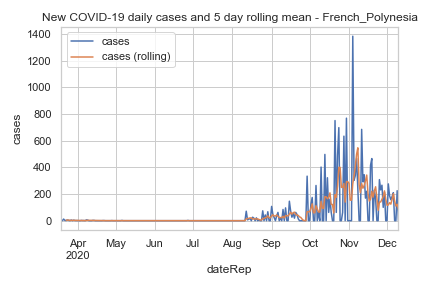 New COVID-19 daily cases and 5 day rolling mean - French_Polynesia
cases
cases (rolling)
1400
1200
1000
800
600
400
200
0
cases
Apr May Jun Jul Aug Sep Oct Nov Dec
2020
dateRep